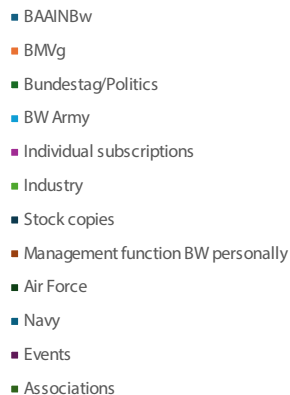 BAAINBw
BMVg
Bundestag/Politics
BW Army
Individual subscriptions
Industry
Stock copies
Management function BW personally
Air Force
Navy
Events
Associations